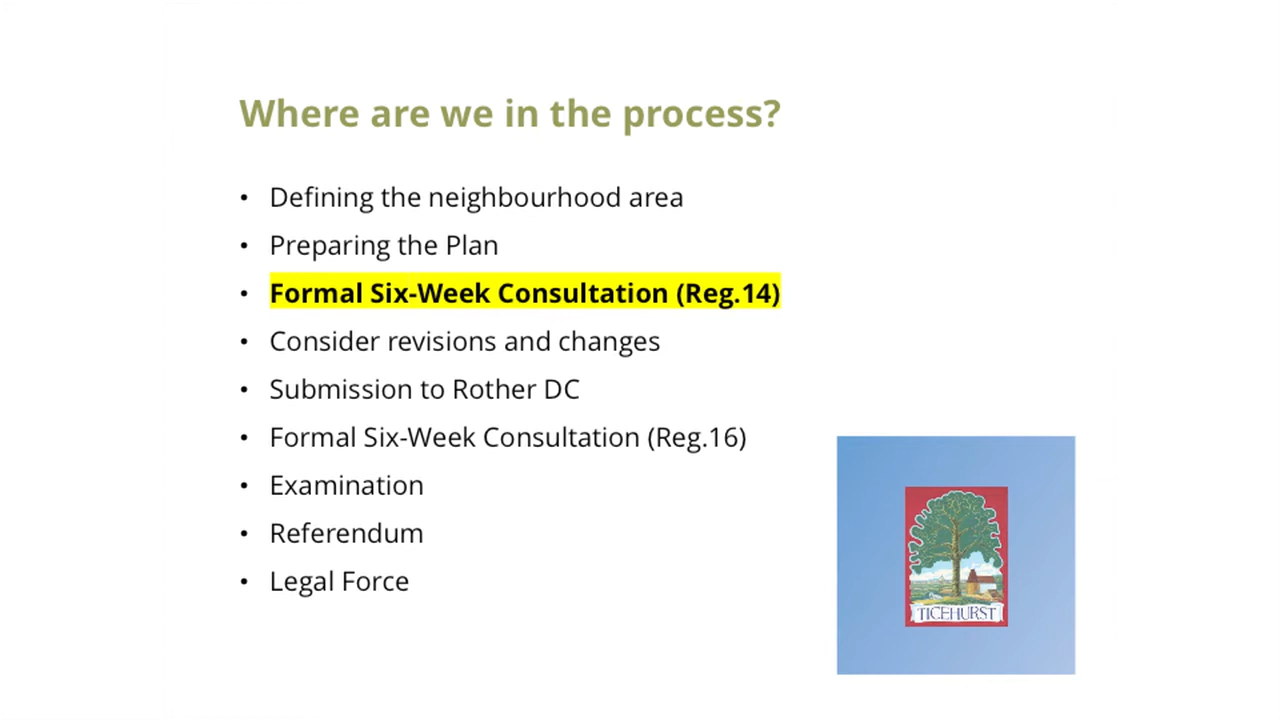 Where are we in the process?
• Defining the neighbourhood area
• Preparing the Plan
• Formal Six-Week Consultation (Reg.14)
• Consider revisions and changes
• Submission to Rother DC
• Formal Six-Week Consultation (Reg.16)
• Examination
• Referendum
• Legal Force
TICEHURST